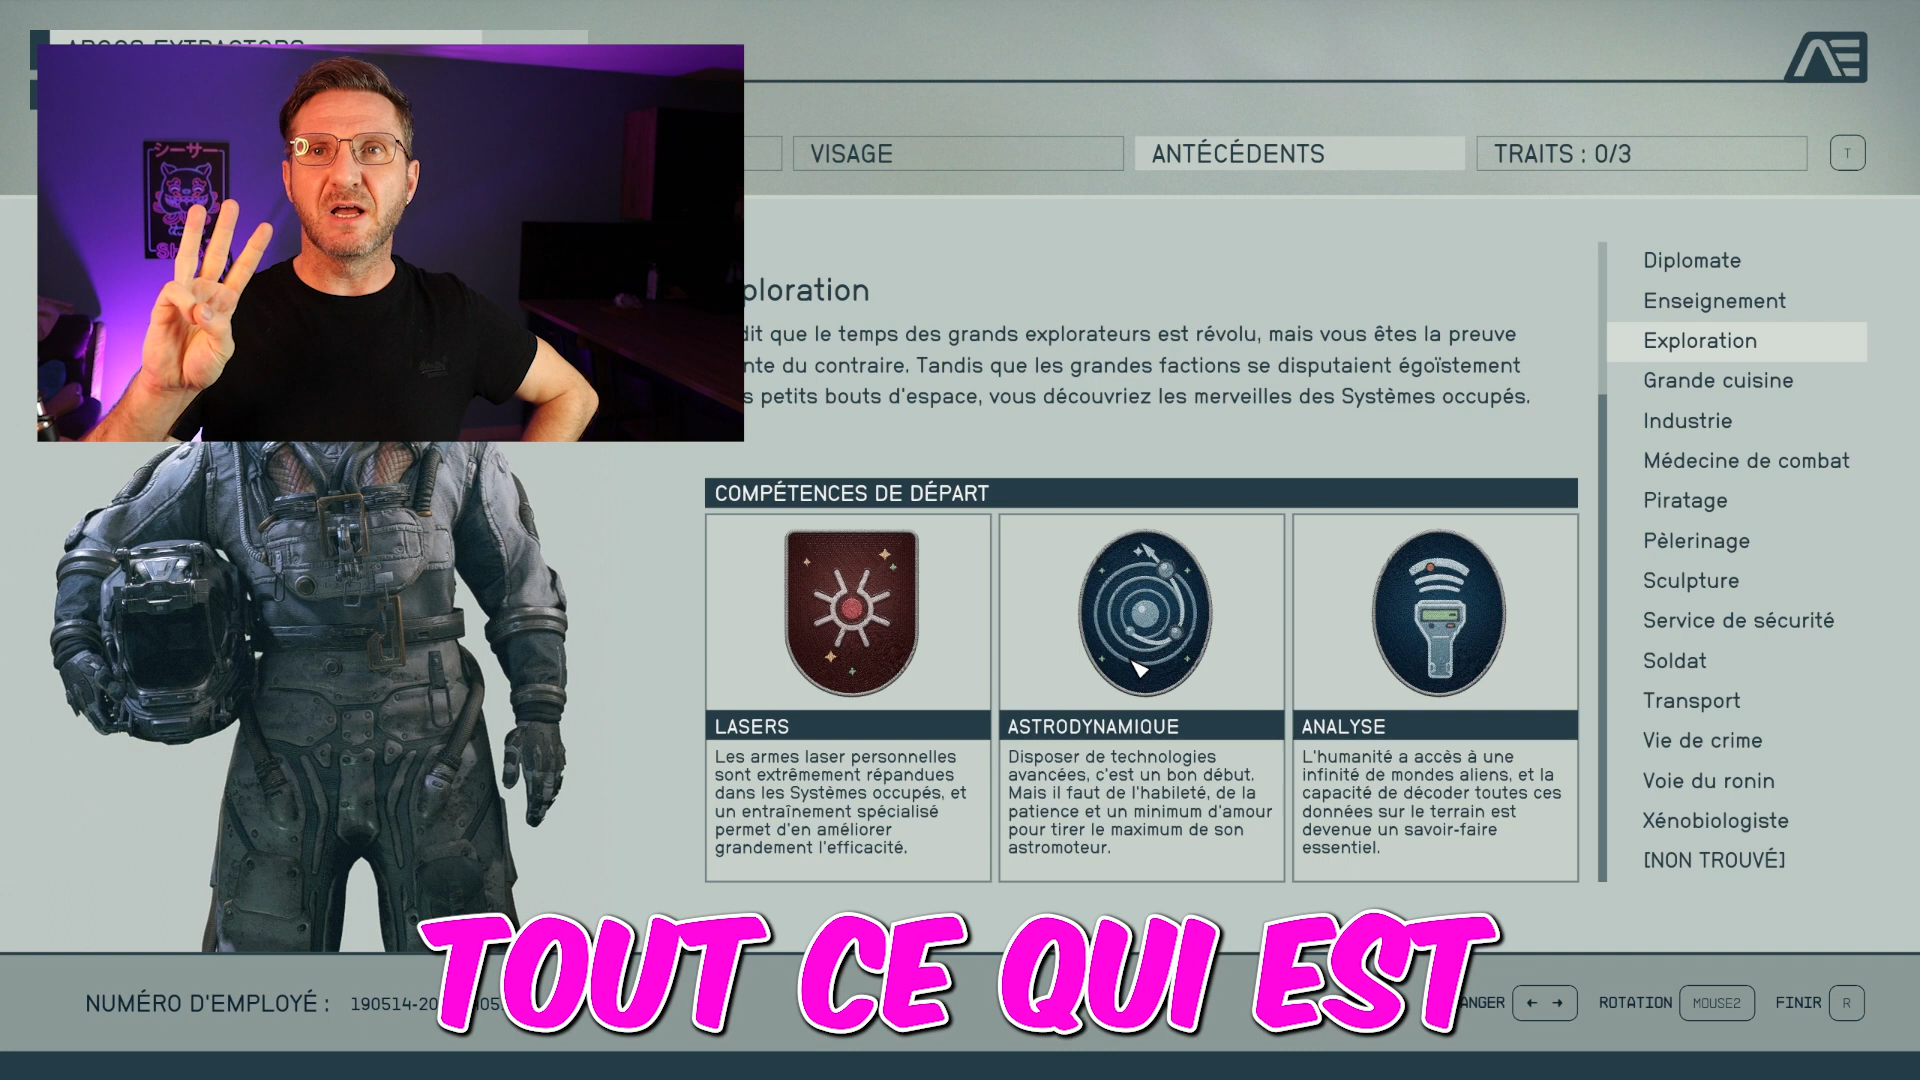 ARGOS EXTRACTORS
シーサー
VISAGE
ANTÉCÉDENTS
TRAITS : 0/3
T
ploration
dit que le temps des grands explorateurs est révolu, mais vous êtes la preuve
nte du contraire. Tandis que les grandes factions se disputaient égoïstement
s petits bouts d'espace, vous découvriez les merveilles des Systèmes occupés.
COMPÉTENCES DE DÉPART
LASERS
Les armes laser personnelles
sont extrêmement répandues
dans les Systèmes occupés, et
un entraînement spécialisé
permet d'en améliorer
grandement l'efficacité.
ASTRODYNAMIQUE
Disposer de technologies
avancées, c'est un bon début.
Mais il faut de l'habileté, de la
patience et un minimum d'amour
pour tirer le maximum de son
astromoteur.
ANALYSE
L'humanité a accès à une
infinité de mondes aliens, et la
capacité de décoder toutes ces
données sur le terrain est
devenue un savoir-faire
essentiel.
Diplomate
Enseignement
Exploration
Grande cuisine
Industrie
Médecine de combat
Piratage
Pèlerinage
Sculpture
Service de sécurité
Soldat
Transport
Vie de crime
Voie du ronin
Xénobiologiste
[NON TROUVÉ]
TOUT CE QUI EST
NUMÉRO D'EMPLOYÉ : 190514-20
ANGER
ROTATION MOUSE2
FINIR R